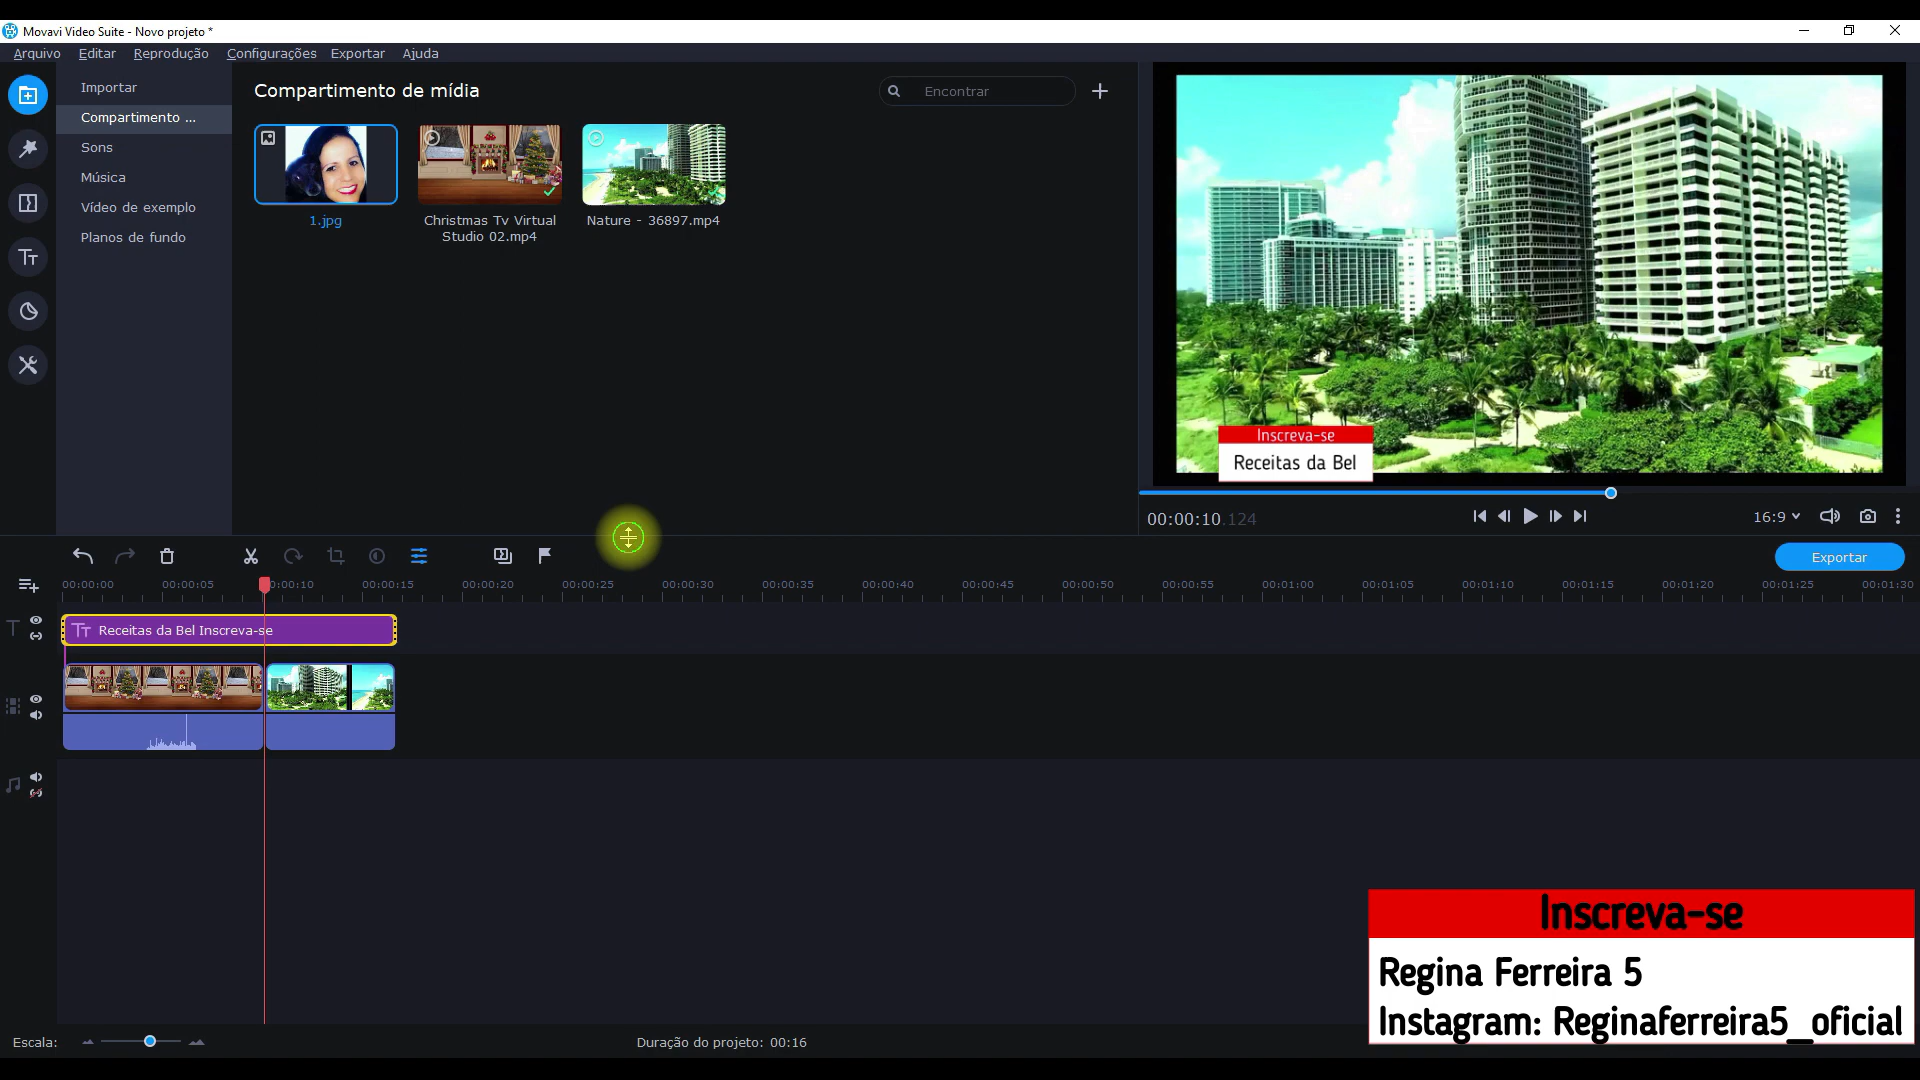 Movavi Video Suite - Novo projeto *
Arquivo Editar Reprodução Configurações Exportar Ajuda
Importar
Compartimento ...
Sons
Música
Vídeo de exemplo
Planos de fundo
Compartimento de mídia
Encontrar
1.jpg
Christmas Tv Virtual
Studio 02.mp4
Nature - 36897.mp4
Inscreva-se
Receitas da Bel
00:00:10.124
16:9
Exportar
00:00:00 00:00:05 00:00:10 00:00:15 00:00:20 00:00:25 00:00:30 00:00:35 00:00:40 00:00:45 00:00:50 00:00:55 00:01:00 00:01:05 00:01:10 00:01:15 00:01:20 00:01:25 00:01:30
Receitas da Bel Inscreva-se
Inscreva-se
Regina Ferreira 5
Instagram: Reginaferreira5_oficial
Escala:
Duração do projeto: 00:16